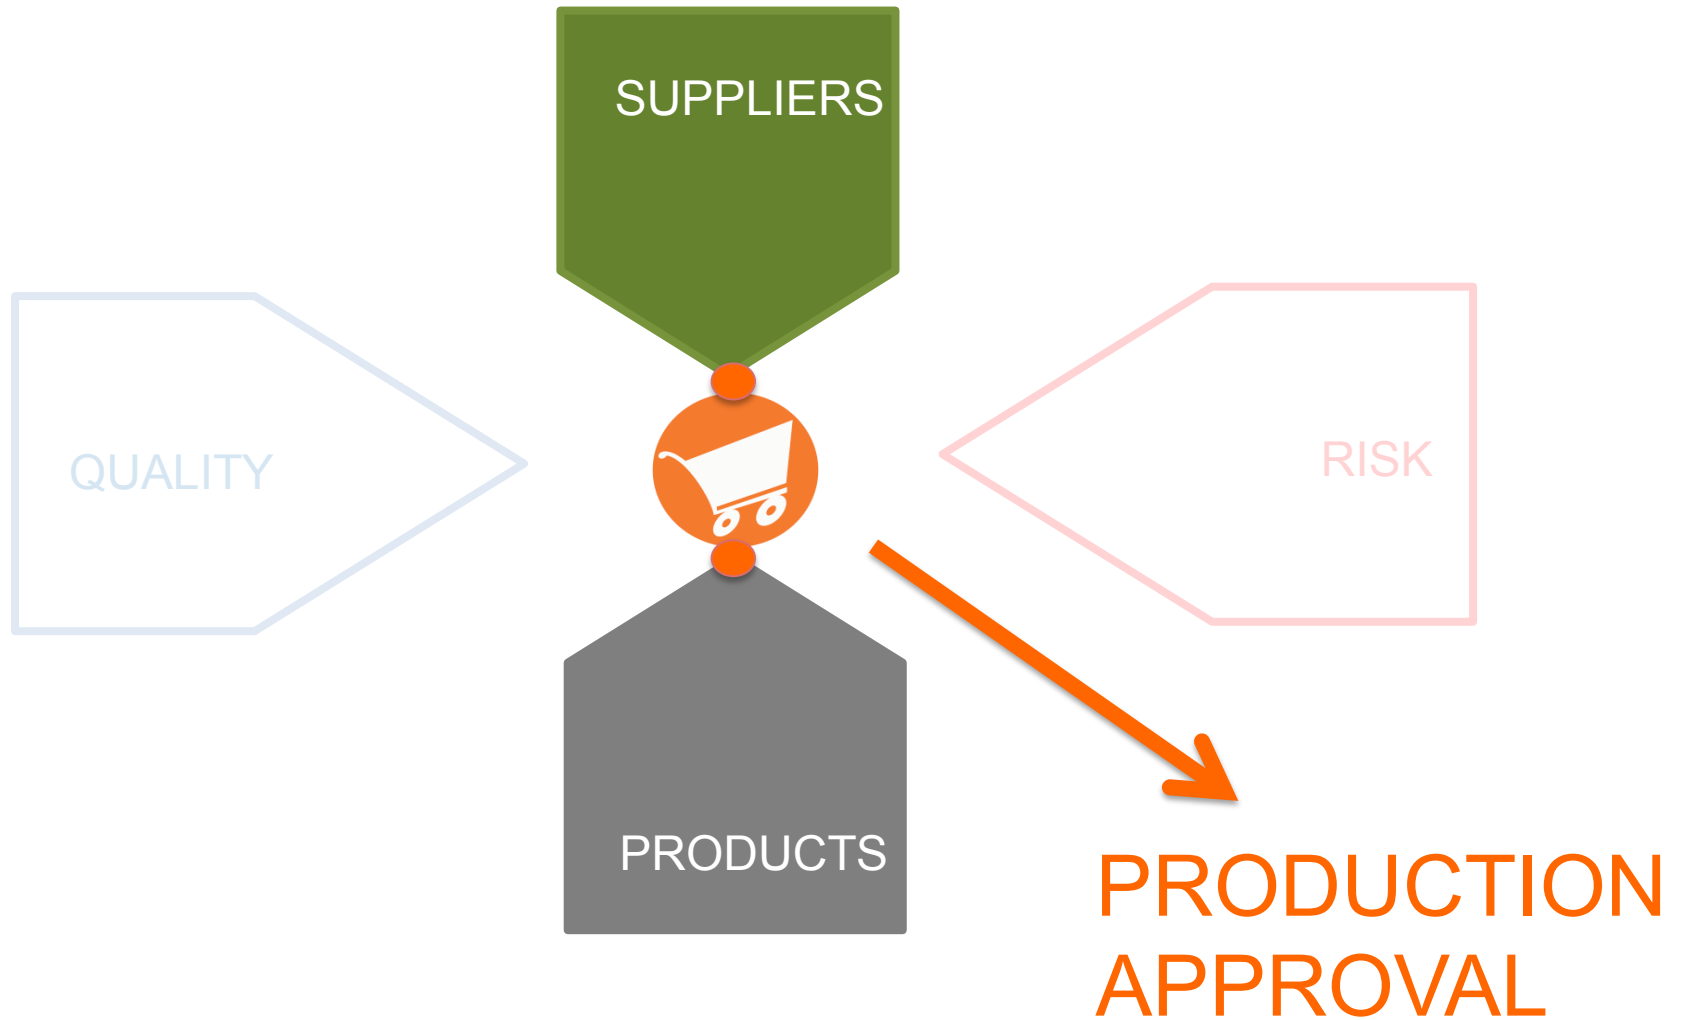 SUPPLIERS
QUALITY
RISK
PRODUCTS
PRODUCTION
APPROVAL